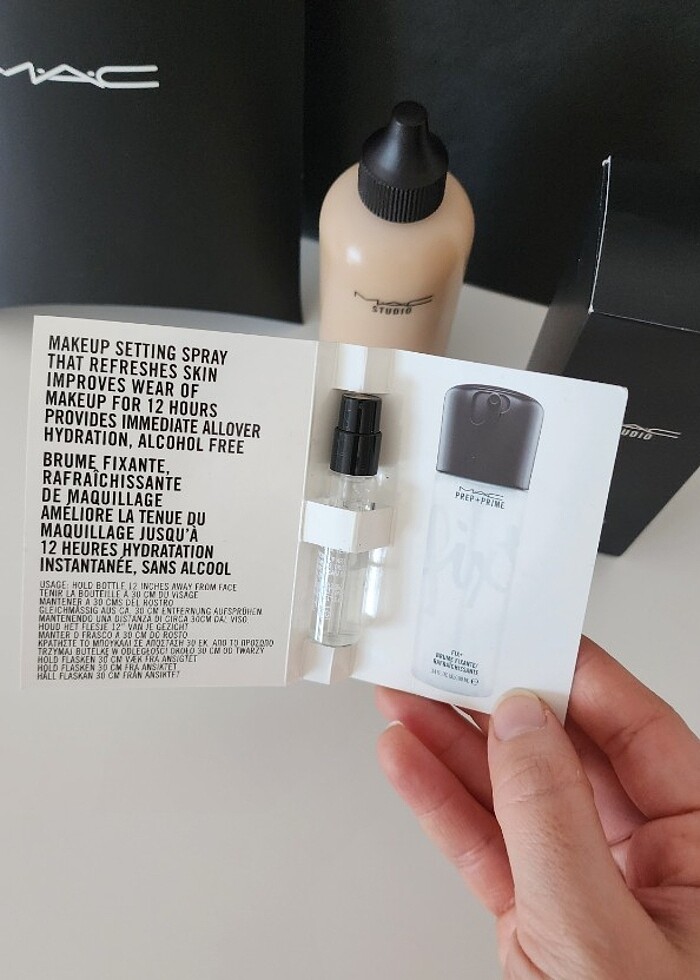 M·A·C
MAC
STUDIO
MAKEUP SETTING SPRAY
THAT REFRESHES SKIN
IMPROVES WEAR OF
MAKEUP FOR 12 HOURS
PROVIDES IMMEDIATE ALLOVER
HYDRATION, ALCOHOL FREE
BRUME FIXANTE,
RAFRAÎCHISSANTE
DE MAQUILLAGE
AMÉLIORE LA TENUE DU
MAQUILLAGE JUSQU'À
12 HEURES HYDRATATION
INSTANTANÉE, SANS ALCOOL
USAGE: HOLD BOTTLE 12 INCHES AWAY FROM FACE
TENIR LA BOUTEILLE À 30 CM DU VISAGE
MANTENER A 30 CMS DEL ROSTRO
GLEICHMÄSSIG AUS CA. 30 CM ENTFERNUNG AUFSPRÜHEN
MANTENENDO UNA DISTANZA DI CIRCA 30CM DAL VISO
HOUD HET FLESJE 12" VAN JE GEZICHT
MANTER O FRASCO A 30 CM DO ROSTO
ΚΡΑΤΗΣΤΕ ΤΟ ΜΠΟΥΚΑΛΙ ΣΕ ΑΠΟΣΤΑΣΗ 30 ΕΚ. ΑΠΟ ΤΟ ΠΡΟΣΩΠΟ
TRZYMAJ BUTELKĘ W ODLEGŁOŚCI OKOŁO 30 CM OD TWARZY
HOLD FLASKEN 30 CM VÆK FRA ANSIGTET
HOLD FLASKEN 30 CM FRA ANSIKTET
HÅLL FLASKAN 30 CM FRÅN ANSIKTET
MAC
PREP+PRIME
FIX+
BRUME FIXANTE/
RAFRAÎCHISSANTE
MAC
STUDIO